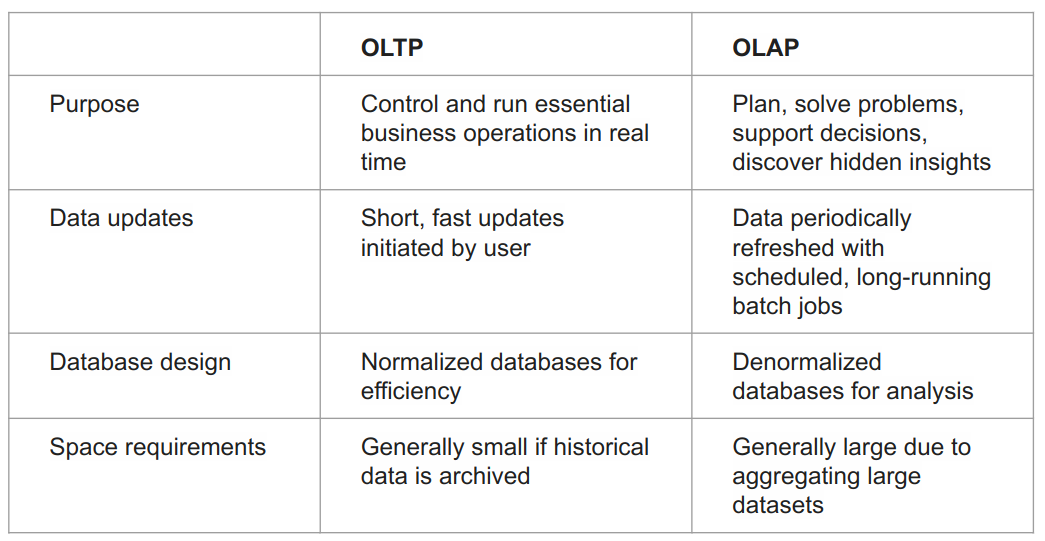 OLTP
OLAP
Purpose
Control and run essential
business operations in real
time
Plan, solve problems,
support decisions,
discover hidden insights
Data updates
Short, fast updates
initiated by user
Data periodically
refreshed with
scheduled, long-running
batch jobs
Database design
Normalized databases for
efficiency
Denormalized
databases for analysis
Space requirements
Generally small if historical
data is archived
Generally large due to
aggregating large
datasets